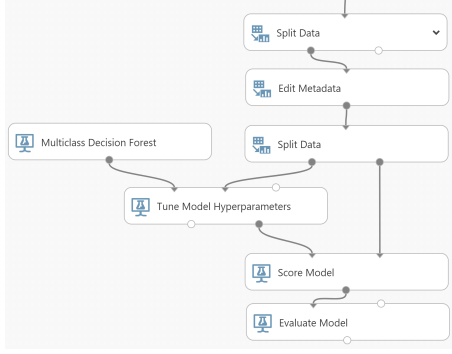 Split Data
Edit Metadata
Multiclass Decision Forest
Split Data
Tune Model Hyperparameters
Score Model
Evaluate Model